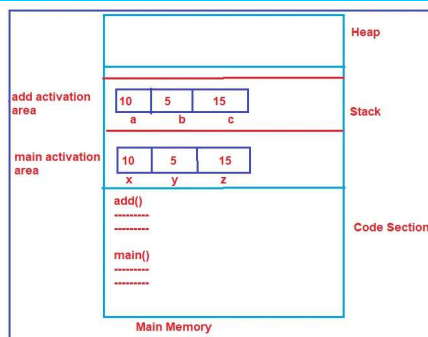 Heap
add activation
area
10 5 15
a b c
Stack
main activation
area
10 5 15
x y z
add()
---------
---------
Code Section
main()
---------
---------
Main Memory